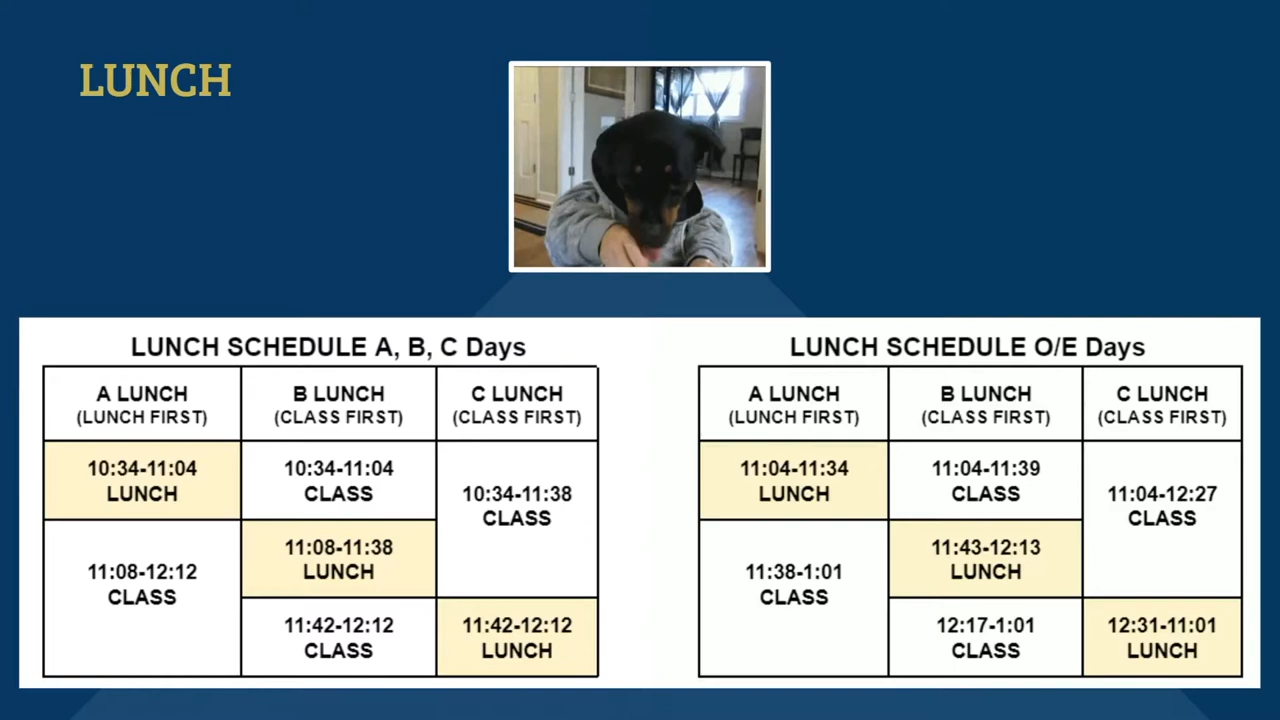 LUNCH
LUNCH SCHEDULE A, B, C Days
A LUNCH
(LUNCH FIRST)
B LUNCH
(CLASS FIRST)
C LUNCH
(CLASS FIRST)
10:34-11:04
LUNCH
10:34-11:04
CLASS
10:34-11:38
CLASS
11:08-12:12
CLASS
11:08-11:38
LUNCH
11:42-12:12
CLASS
11:42-12:12
LUNCH
LUNCH SCHEDULE O/E Days
A LUNCH
(LUNCH FIRST)
B LUNCH
(CLASS FIRST)
C LUNCH
(CLASS FIRST)
11:04-11:34
LUNCH
11:04-11:39
CLASS
11:04-12:27
CLASS
11:38-1:01
CLASS
11:43-12:13
LUNCH
12:17-1:01
CLASS
12:31-11:01
LUNCH